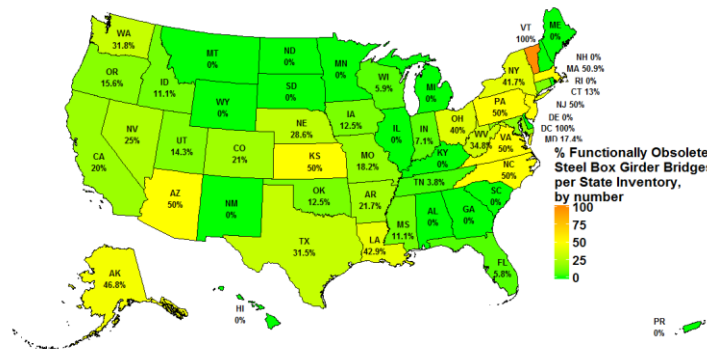 WA
31.8%
OR
15.6%
ID
11.1%
MT
0%
WY
0%
ND
0%
SD
0%
MN
0%
WI
5.9%
MI
0%
NE
28.6%
IA
12.5%
IL
0%
IN
7.1%
OH
40%
NY
41.7%
PA
50%
VT
100%
ME
0%
NH 0%
MA 50.9%
RI 0%
CT 13%
NJ 50%
DE 0%
DC 100%
MD 17.4%
WV
34.8%
VA
50%
NC
50%
KY
0%
TN 3.8%
SC
0%
GA
0%
AL
0%
MS
11.1%
FL
5.8%
LA
42.9%
AR
21.7%
MO
18.2%
KS
50%
OK
12.5%
TX
31.5%
NM
0%
CO
21%
UT
14.3%
NV
25%
CA
20%
AZ
50%
AK
46.8%
HI
0%
PR
0%
% Functionally Obsolete
Steel Box Girder Bridges
per State Inventory,
by number
100
75
50
25
0